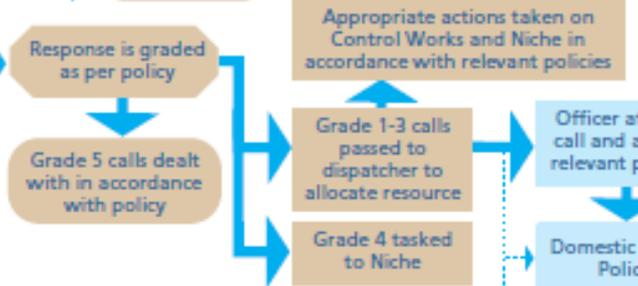 Response is graded
as per policy
Grade 5 calls dealt
with in accordance
with policy
Appropriate actions taken on
Control Works and Niche in
accordance with relevant policies
Grade 1-3 calls
passed to
dispatcher to
allocate resource
Grade 4 tasked
to Niche
Officer
call and
relevant
Domestic